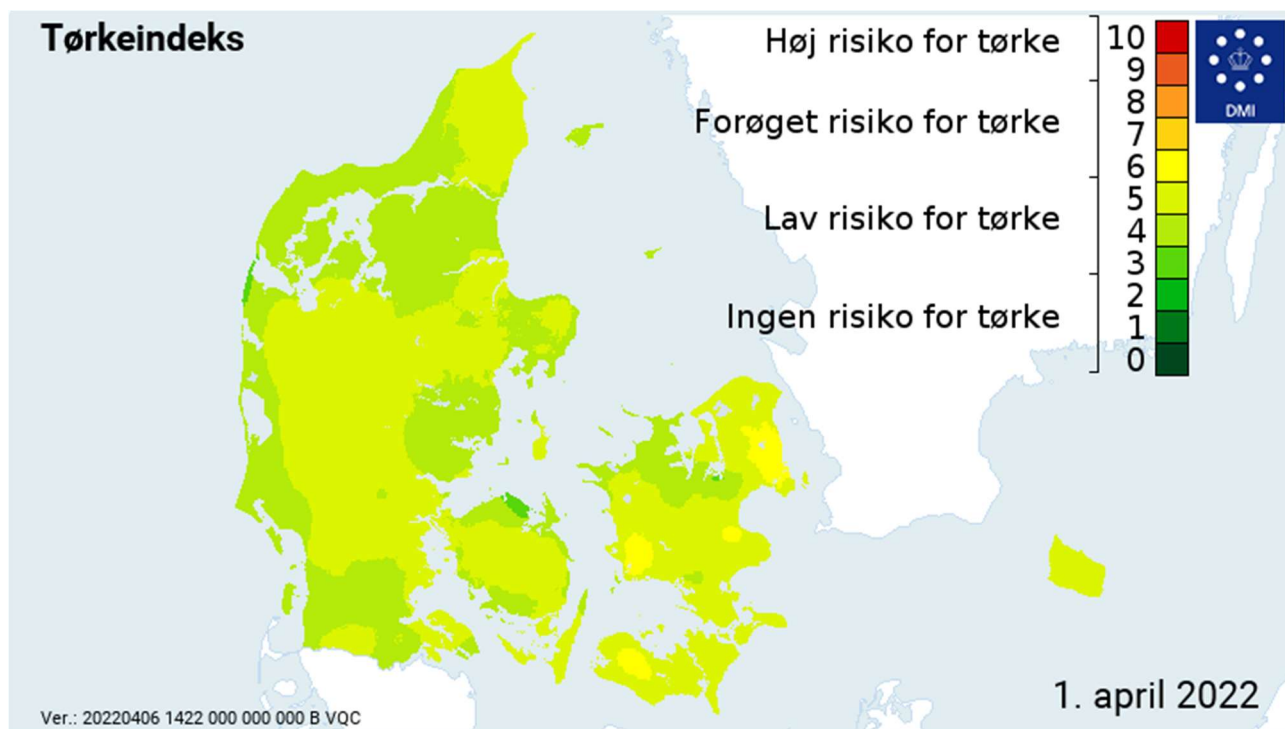 Tørkeindeks
Høj risiko for tørke
Forøget risiko for tørke
Lav risiko for tørke
Ingen risiko for tørke
10
9
8
7
6
5
4
3
2
1
0
DMI
1. april 2022
Ver.: 20220406 1422 000 000 000 B VQC